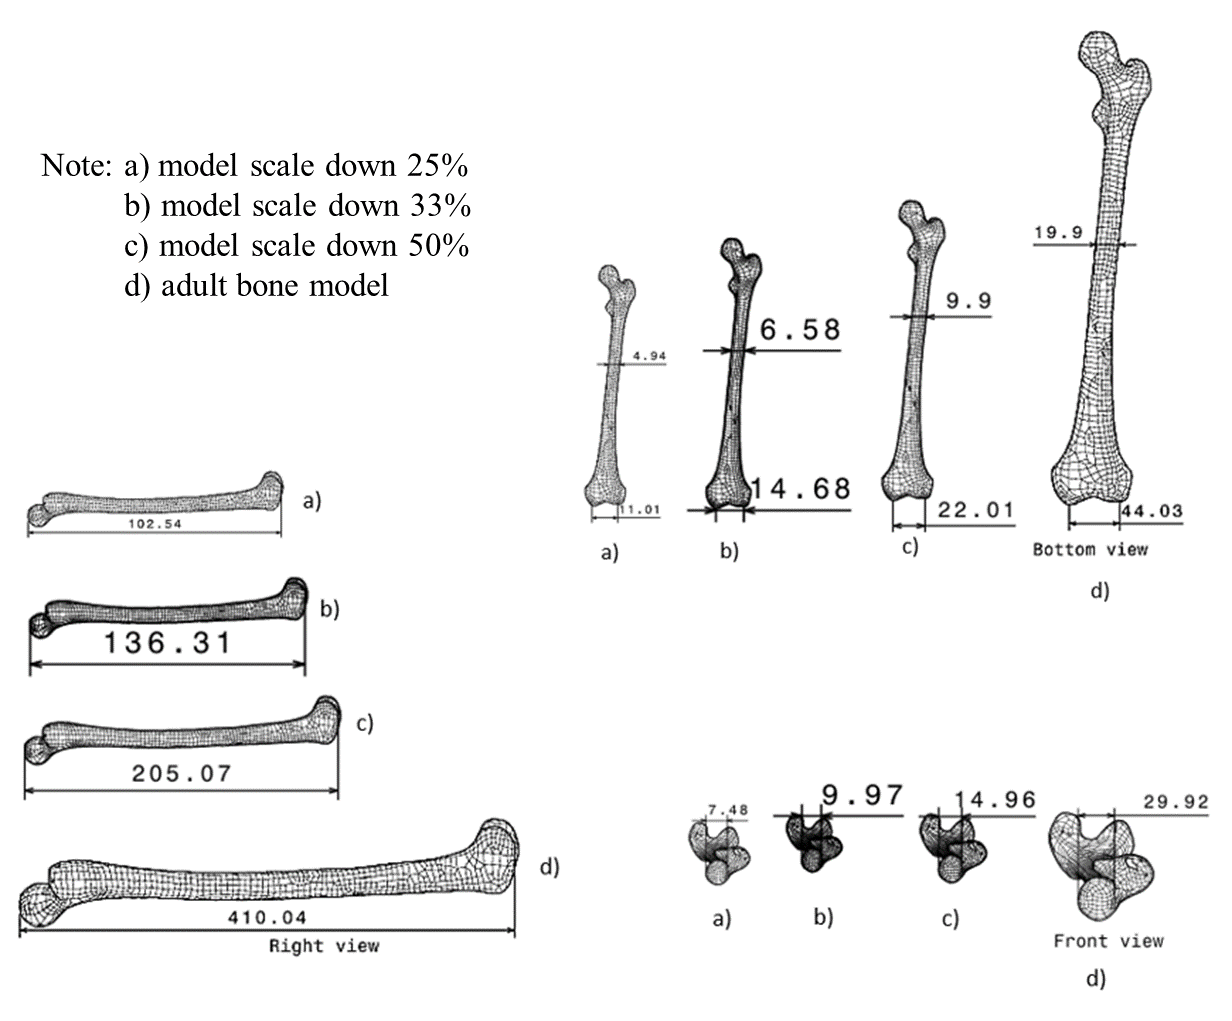 Note: a) model scale down 25%
b) model scale down 33%
c) model scale down 50%
d) adult bone model
102.54
a)
136.31
b)
205.07
c)
410.04
d)
Right view
4.94
11.01
a)
6.58
14.68
b)
9.9
22.01
c)
19.9
44.03
Bottom view
d)
7.48
a)
9.97
b)
14.96
c)
29.92
Front view
d)